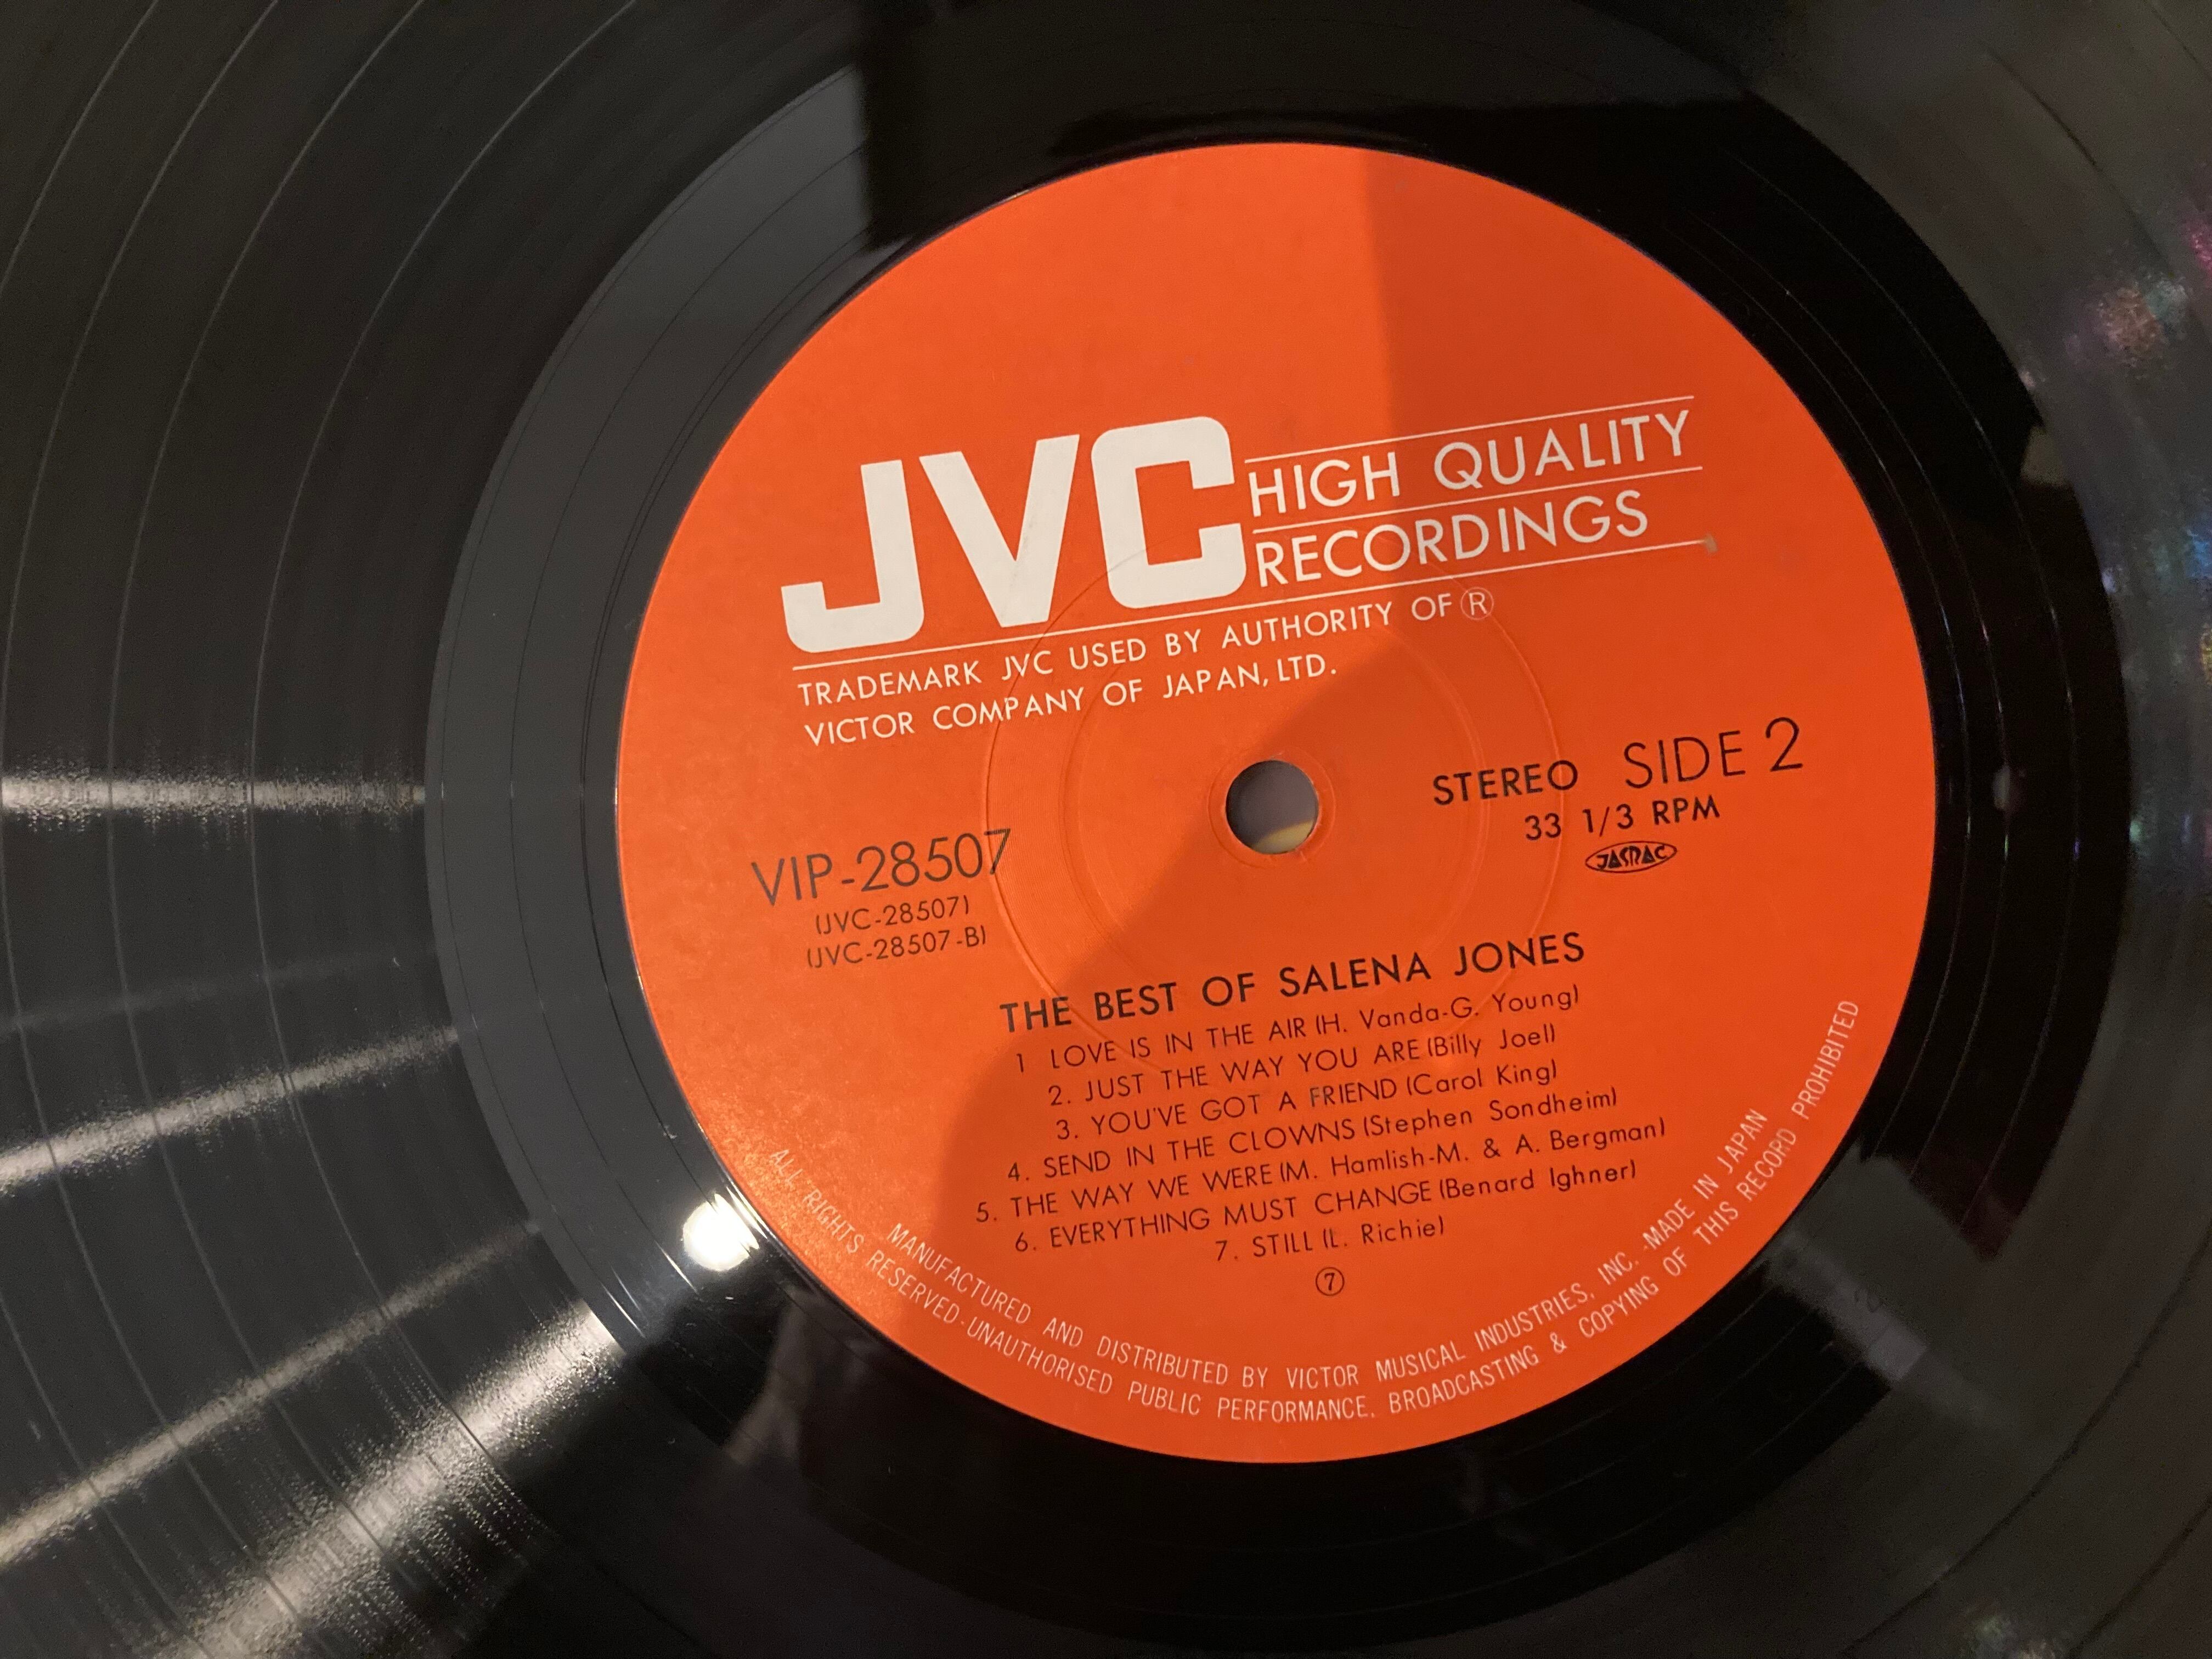 JVC HIGH QUALITY
RECORDINGS
TRADEMARK JVC USED BY AUTHORITY OF ®
VICTOR COMPANY OF JAPAN, LTD.
STEREO SIDE 2
33 1/3 RPM
JASRAC
VIP-28507
(JVC-28507)
(JVC-28507-B)
THE BEST OF SALENA JONES
1 LOVE IS IN THE AIR (H. Vanda-G. Young)
2. JUST THE WAY YOU ARE (Billy Joel)
3. YOU'VE GOT A FRIEND (Carol King)
4. SEND IN THE CLOWNS (Stephen Sondheim)
5. THE WAY WE WERE (M. Hamlish-M. & A. Bergman)
6. EVERYTHING MUST CHANGE (Benard Ighner)
7. STILL (L. Richie)
⑦
MANUFACTURED AND DISTRIBUTED BY VICTOR MUSICAL INDUSTRIES, INC. · MADE IN JAPAN
ALL RIGHTS RESERVED · UNAUTHORISED PUBLIC PERFORMANCE, BROADCASTING & COPYING OF THIS RECORD PROHIBITED